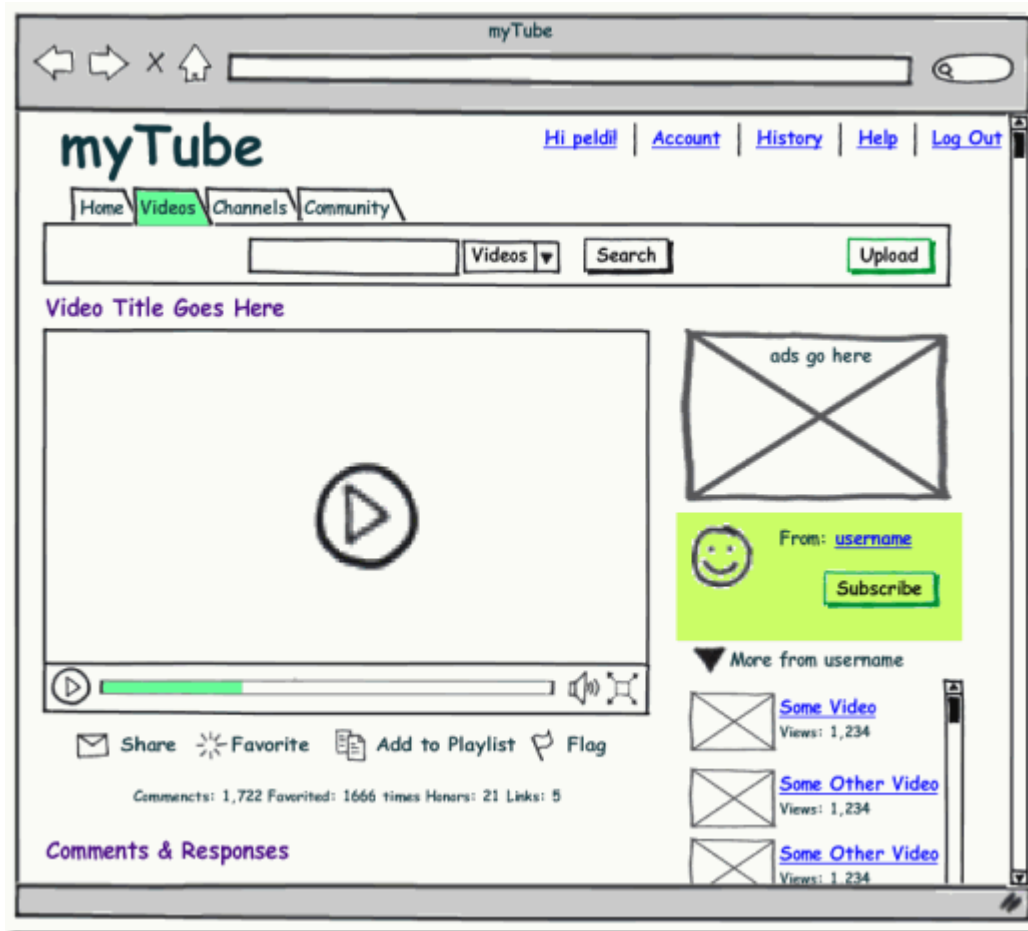 myTube
myTube
Hi peldi! Account History Help Log Out
Home Videos Channels Community
Videos Search Upload
Video Title Goes Here
ads go here
From: username
Subscribe
More from username
Some Video
Views: 1,234
Share Favorite Add to Playlist Flag
Some Other Video
Views: 1,234
Commencts: 1,722 Favorited: 1666 times Honors: 21 Links: 5
Comments & Responses
Some Other Video
Views: 1,234